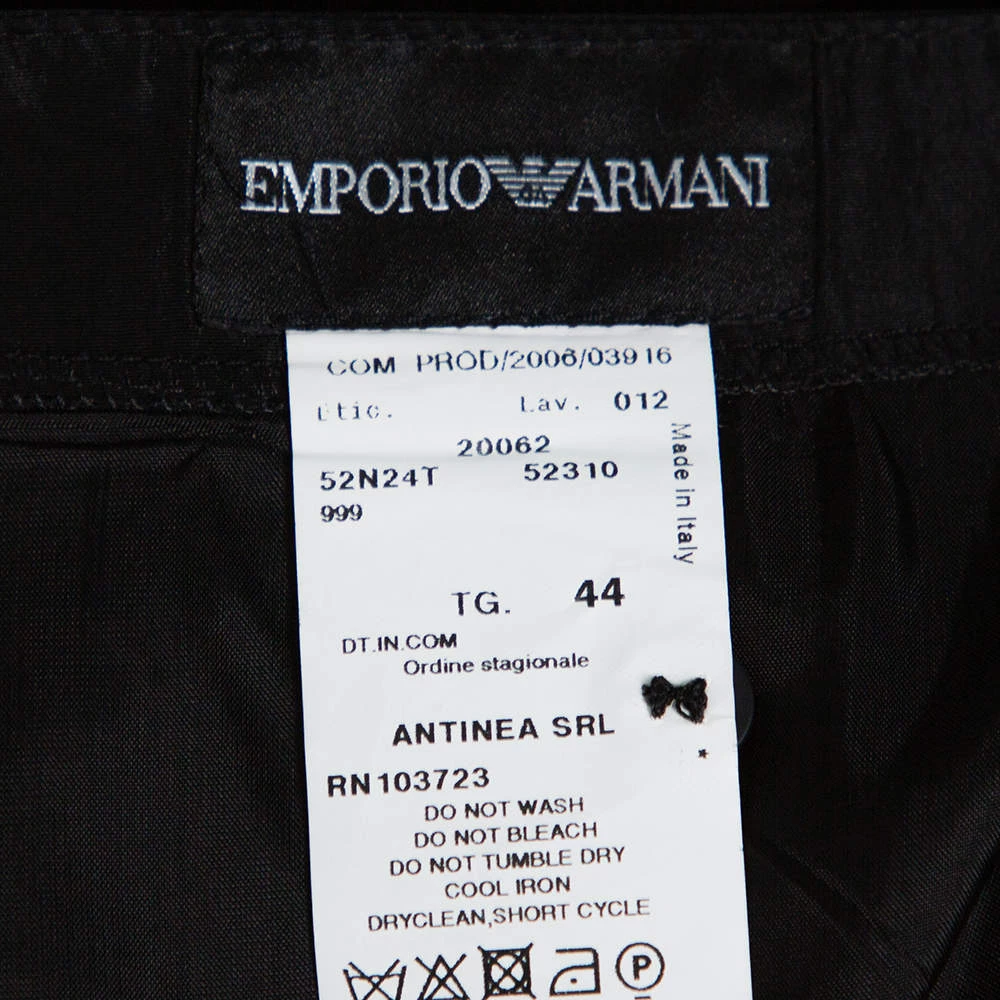 EMPORIO ARMANI
COM PROD/2006/03916
Etic. Lav. 012
20062
52N24T 52310
999
Made in Italy
TG. 44
DT.IN.COM
Ordine stagionale
ANTINEA SRL
RN103723
DO NOT WASH
DO NOT BLEACH
DO NOT TUMBLE DRY
COOL IRON
DRYCLEAN,SHORT CYCLE
P